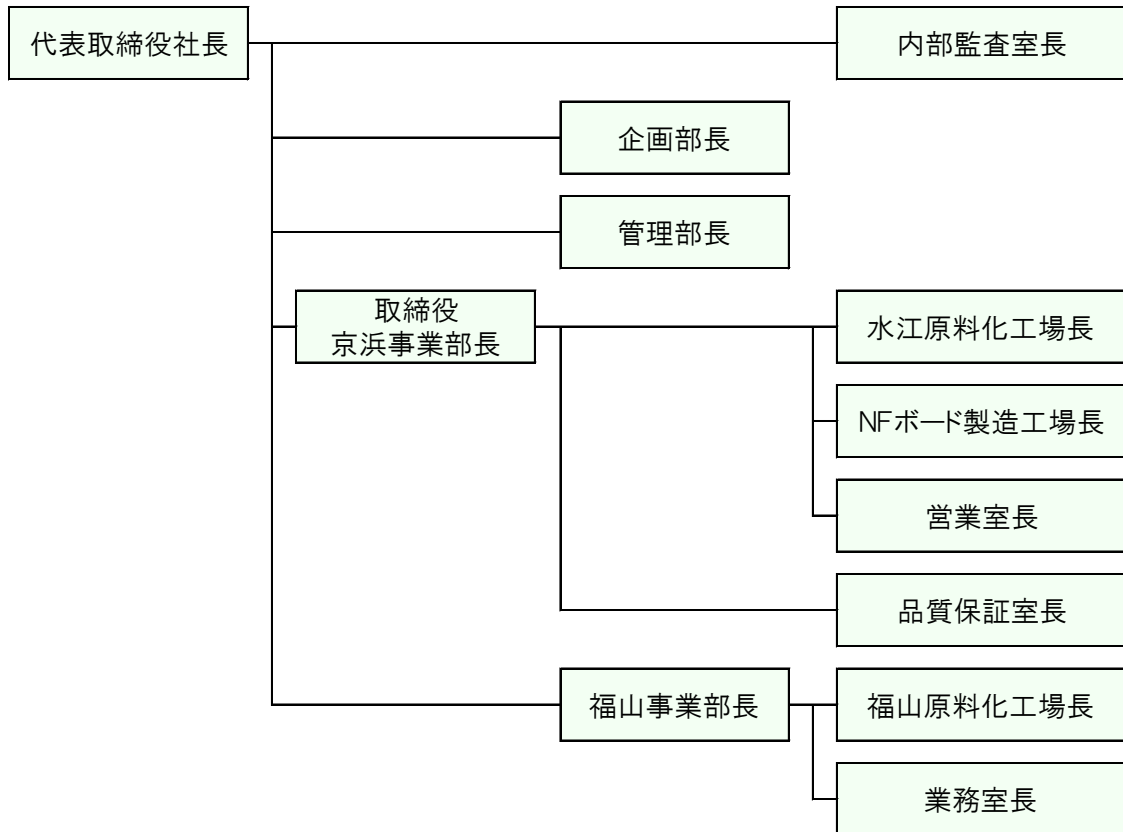 代表取締役社長
内部監査室長
企画部長
管理部長
取締役
京浜事業部長
水江原料化工場長
NFボード製造工場長
営業室長
品質保証室長
福山事業部長
福山原料化工場長
業務室長